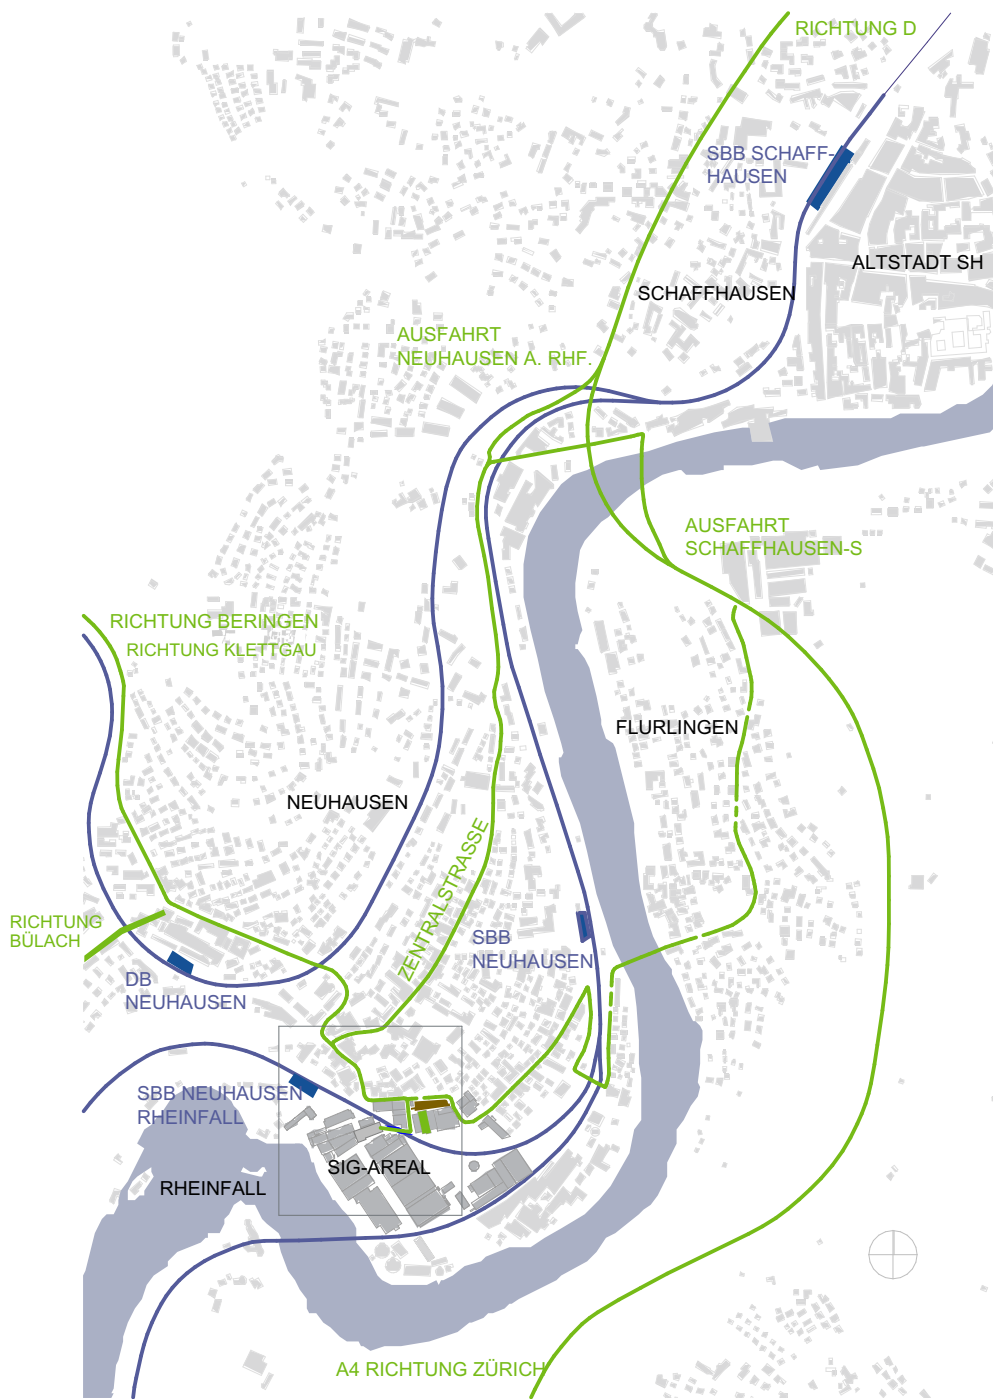 RICHTUNG D
SBB SCHAFF-
HAUSEN
ALTSTADT SH
SCHAFFHAUSEN
AUSFAHRT
NEUHAUSEN A. RHF.
AUSFAHRT
SCHAFFHAUSEN-S
RICHTUNG BERINGEN
RICHTUNG KLETTGAU
FLURLINGEN
NEUHAUSEN
ZENTRALSTRASSE
RICHTUNG
BÜLACH
SBB
NEUHAUSEN
DB
NEUHAUSEN
SBB NEUHAUSEN
RHEINFALL
SIG-AREAL
RHEINFALL
A4 RICHTUNG ZÜRICH